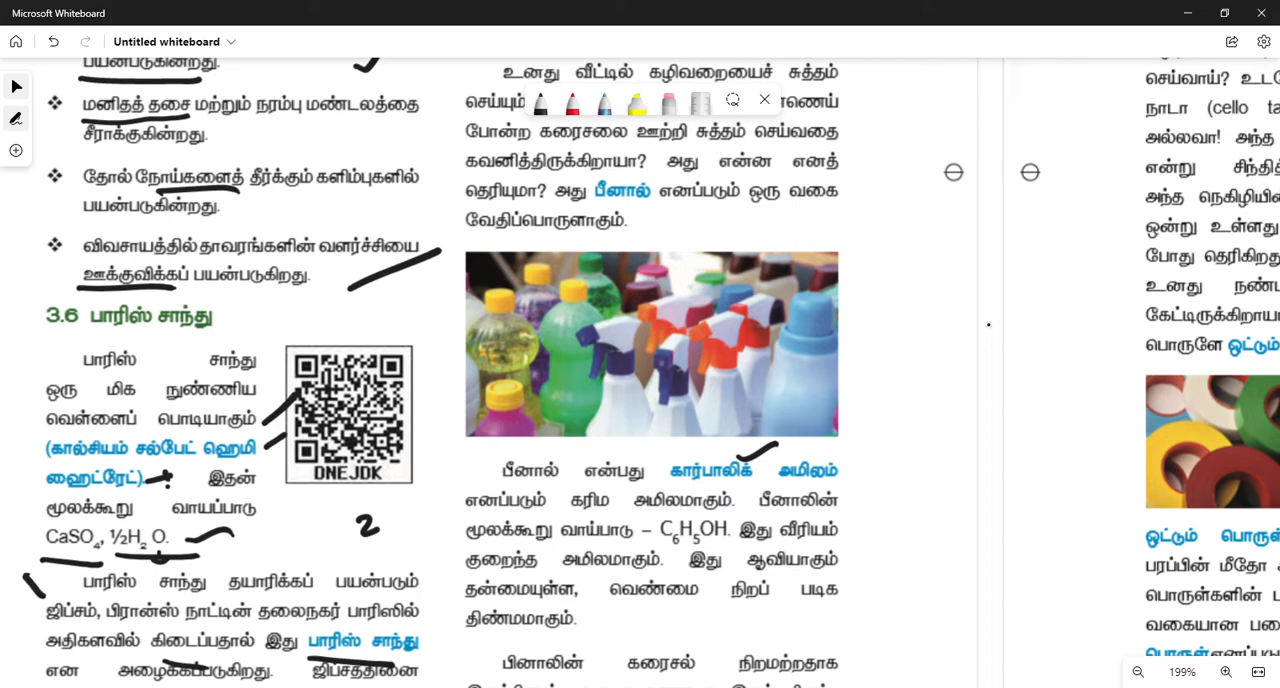 Microsoft Whiteboard
Untitled whiteboard
பயன்படுகின்றது.
மனிதத் தசை மற்றும் நரம்பு மண்டலத்தை
சீராக்குகின்றது.
தோல் நோய்களைத் தீர்க்கும் களிம்புகளில்
பயன்படுகின்றது.
விவசாயத்தில் தாவரங்களின் வளர்ச்சியை
ஊக்குவிக்கப் பயன்படுகிறது.
3.6 பாரிஸ் சாந்து
பாரிஸ் சாந்து
ஒரு மிக நுண்ணிய
வெள்ளைப் பொடியாகும்
(கால்சியம் சல்பேட் ஹெமி
ஹைட்ரேட்). இதன்
மூலக்கூறு வாய்பாடு
CaSO₄, ½H₂ O.
DNEJDK
2
பாரிஸ் சாந்து தயாரிக்கப் பயன்படும்
ஜிப்சம், பிரான்ஸ் நாட்டின் தலைநகர் பாரிஸில்
அதிகளவில் கிடைப்பதால் இது பாரிஸ் சாந்து
என அழைக்கப்படுகிறது. ஜிப்சத்தினை
உனது வீட்டில் கழிவறையைச் சுத்தம்
போன்ற கரைசலை ஊற்றி சுத்தம் செய்வதை
கவனித்திருக்கிறாயா? அது என்ன எனத்
தெரியுமா? அது பீனால் எனப்படும் ஒரு வகை
வேதிப்பொருளாகும்.
பீனால் என்பது கார்பாலிக் அமிலம்
எனப்படும் கரிம அமிலமாகும். பீனாலின்
மூலக்கூறு வாய்பாடு – C₆H₅OH. இது வீரியம்
குறைந்த அமிலமாகும். இது ஆவியாகும்
தன்மையுள்ள, வெண்மை நிறப் படிக
திண்மமாகும்.
பினாலின் கரைசல் நிறமற்றதாக
செய்வாய்? உட
நாடா (cello ta
அல்லவா! அந்த
என்று சிந்தித்
அந்த நெகிழியின்
ஒன்று உள்ளது
போது தெரிகிறத
உனது நண்ப
கேட்டிருக்கிறாயா
பொருளே ஒட்டும்
ஒட்டும் பொருள்
பரப்பின் மீதோ
பொருள்களின் ப
வகையான பசை
199%